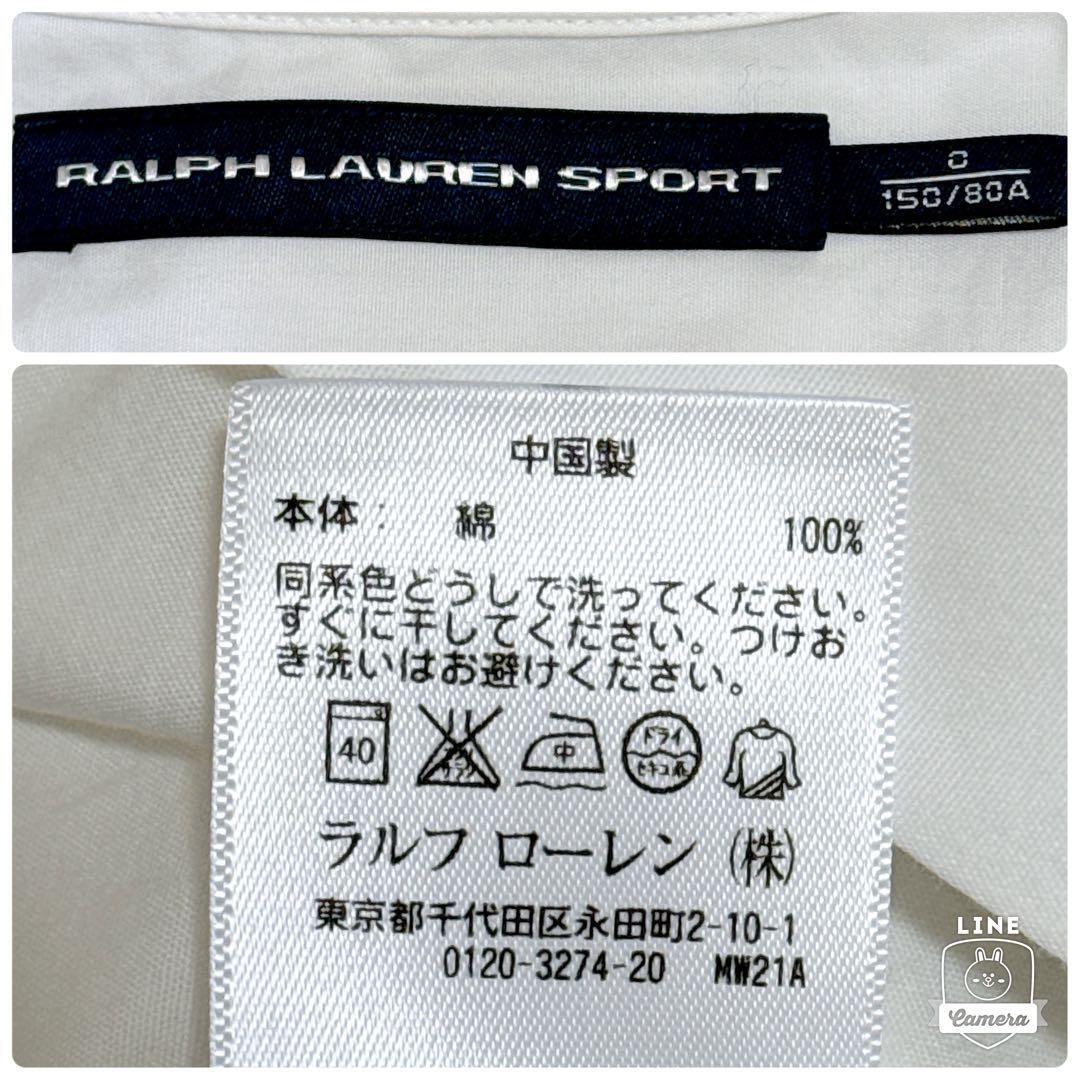 RALPH LAUREN SPORT
0
150/80A
中国製
本体： 綿 100%
同系色どうしで洗ってください。
すぐに干してください。つけお
き洗いはお避けください。
40 中 ドライ セキユ系
ラルフ ローレン (株)
東京都千代田区永田町2-10-1
0120-3274-20 MW21A
LINE
Camera